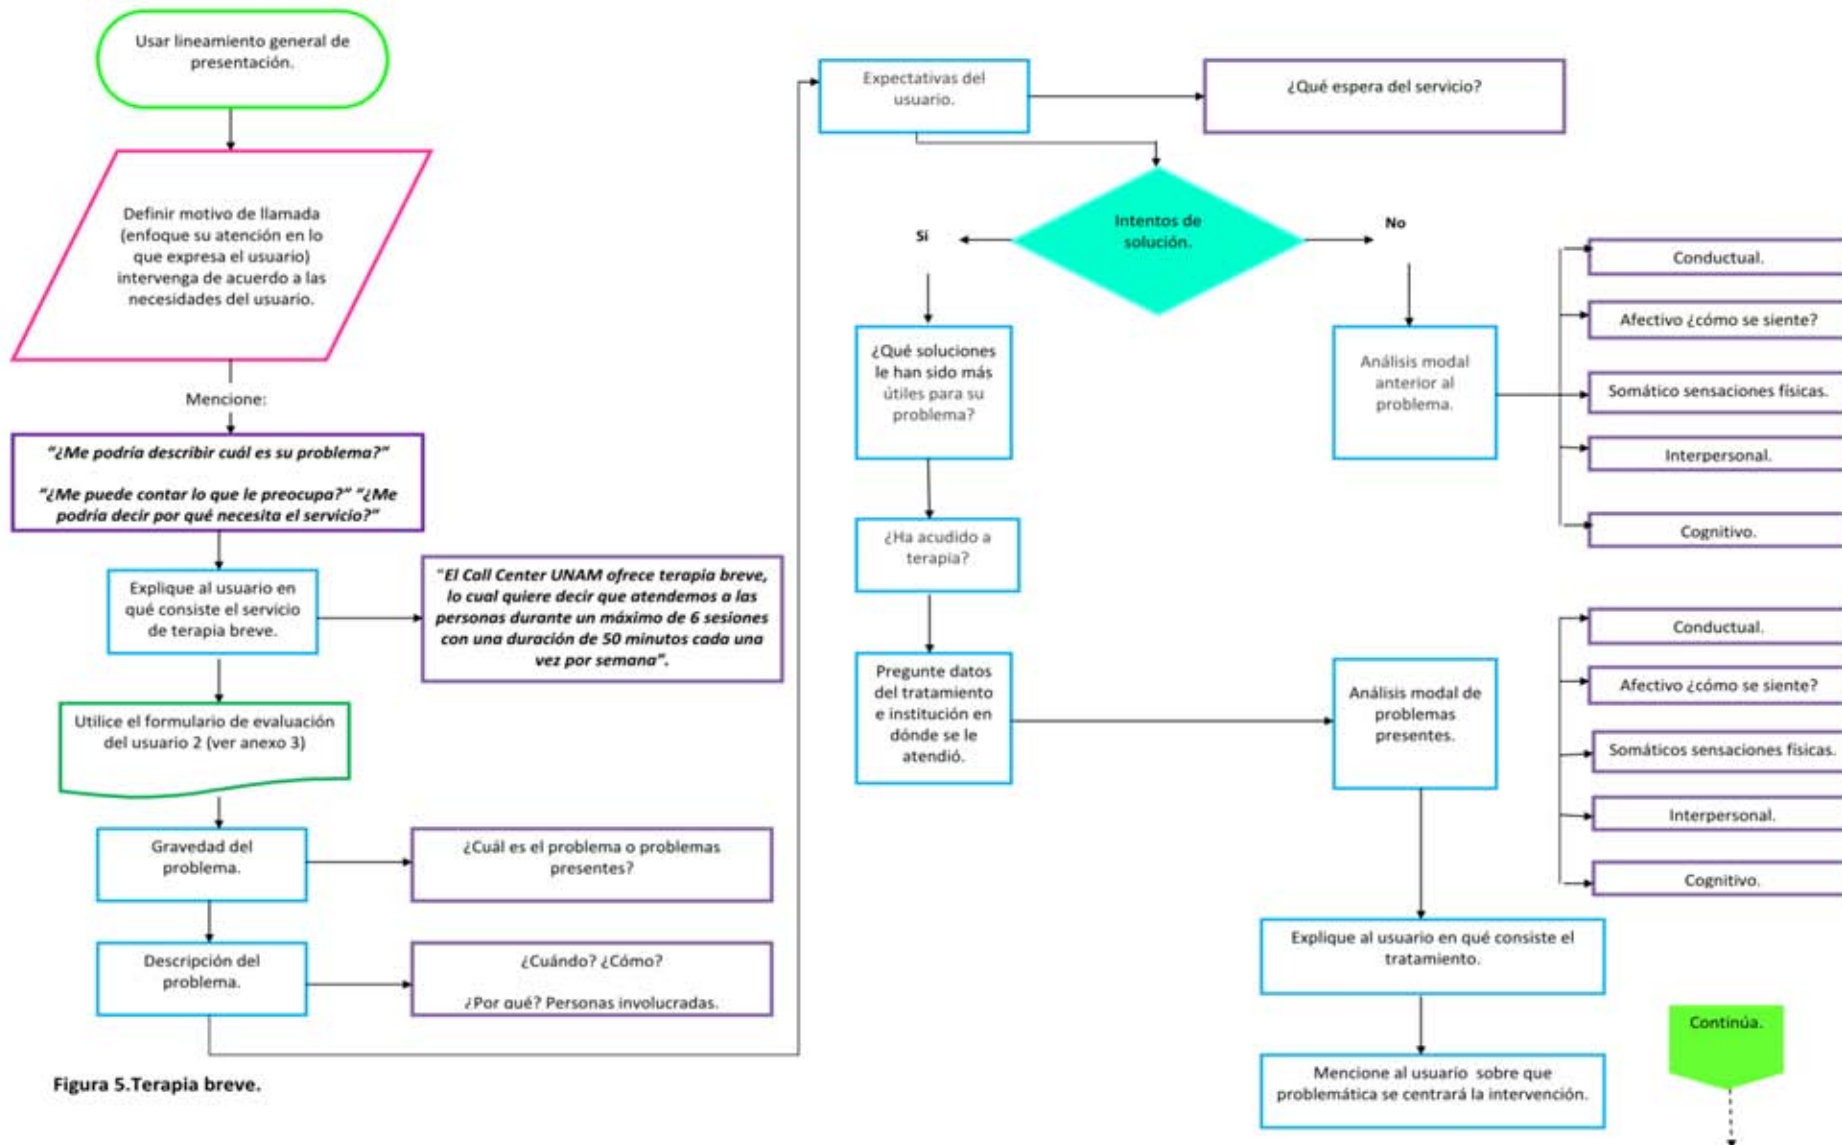 Usar lineamiento general de
presentación.
Definir motivo de llamada
(enfoque su atención en lo
que expresa el usuario)
intervenga de acuerdo a las
necesidades del usuario.
Mencione:
“¿Me podría describir cuál es su problema?”
“¿Me puede contar lo que le preocupa?” “¿Me
podría decir por qué necesita el servicio?”
Explique al usuario en
qué consiste el servicio
de terapia breve.
“El Call Center UNAM ofrece terapia breve,
lo cual quiere decir que atendemos a las
personas durante un máximo de 6 sesiones
con una duración de 50 minutos cada una
vez por semana”.
Utilice el formulario de evaluación
del usuario 2 (ver anexo 3)
Gravedad del
problema.
¿Cuál es el problema o problemas
presentes?
Descripción del
problema.
¿Cuándo? ¿Cómo?
¿Por qué? Personas involucradas.
Figura 5.Terapia breve.
Expectativas del
usuario.
¿Qué espera del servicio?
Intentos de
solución.
Sí
No
¿Qué soluciones
le han sido más
útiles para su
problema?
¿Ha acudido a
terapia?
Pregunte datos
del tratamiento
e institución en
dónde se le
atendió.
Análisis modal
anterior al
problema.
Conductual.
Afectivo ¿cómo se siente?
Somático sensaciones físicas.
Interpersonal.
Cognitivo.
Análisis modal de
problemas
presentes.
Conductual.
Afectivo ¿cómo se siente?
Somáticos sensaciones físicas.
Interpersonal.
Cognitivo.
Explique al usuario en qué consiste el
tratamiento.
Mencione al usuario sobre que
problemática se centrará la intervención.
Continúa.